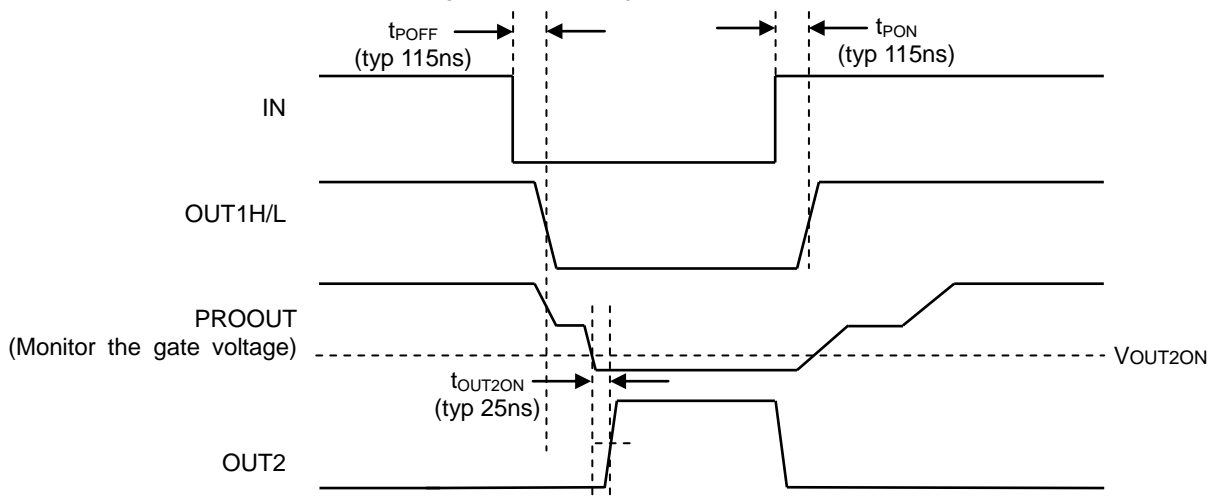 tPOFF
(typ 115ns)
tPON
(typ 115ns)
IN
OUT1H/L
PROOUT
(Monitor the gate voltage)
VOUT2ON
tOUT2ON
(typ 25ns)
OUT2